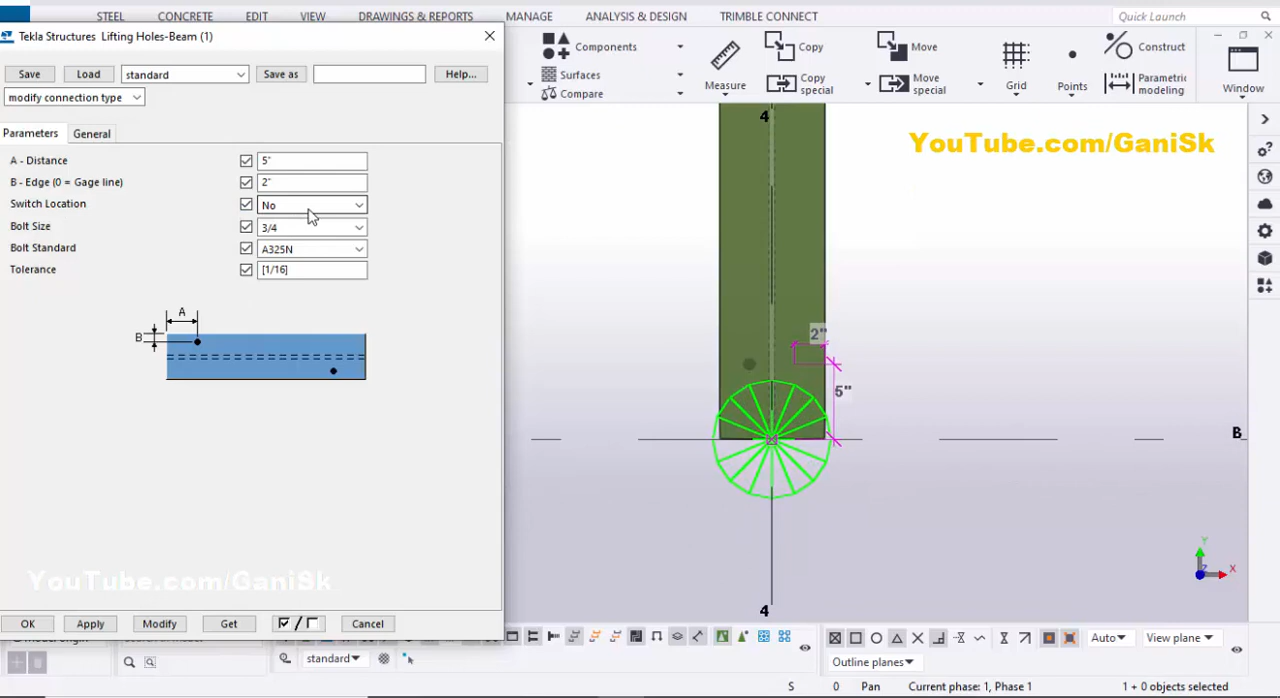 STEEL CONCRETE EDIT VIEW DRAWINGS & REPORTS MANAGE ANALYSIS & DESIGN TRIMBLE CONNECT Quick Launch
Tekla Structures Lifting Holes-Beam (1)
Save Load standard Save as Help...
modify connection type
Parameters General
A - Distance 5"
B - Edge (0 = Gage line) 2"
Switch Location No
Bolt Size 3/4
Bolt Standard A325N
Tolerance [1/16]
A
B
OK Apply Modify Get / Cancel
YouTube.com/GaniSk
Components
Surfaces
Compare
Measure
Copy
Copy special
Move
Move special
Grid
Points
Construct
Parametric modeling
Window
YouTube.com/GaniSk
4
2"
5"
B
4
Y
X
Z
standard
Auto
View plane
Outline planes
S 0 Pan Current phase: 1, Phase 1 1 + 0 objects selected